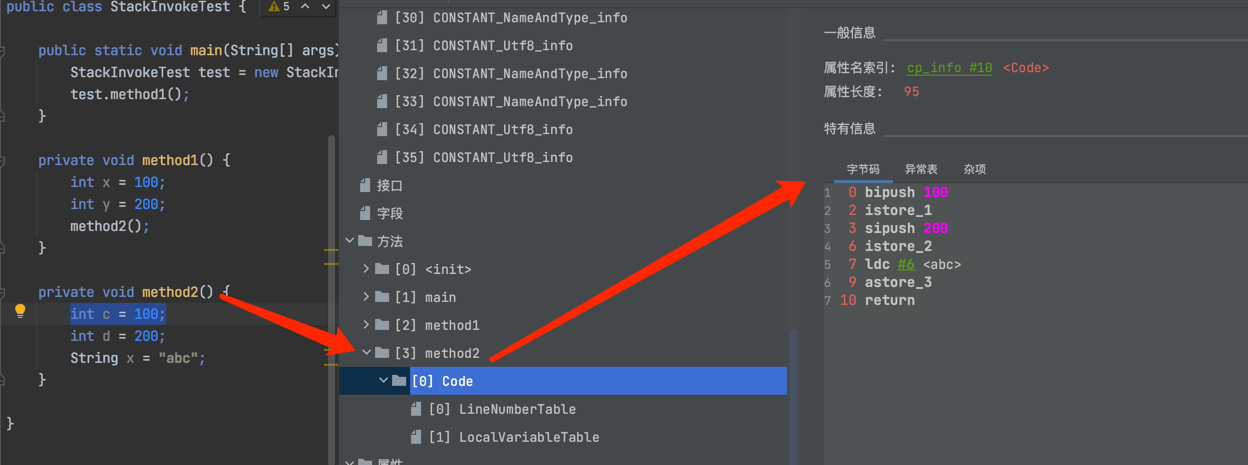 public class StackInvokeTest {
5
public static void main(String[] args)
StackInvokeTest test = new StackIn
test.method1();
}
private void method1() {
int x = 100;
int y = 200;
method2();
}
private void method2() {
int c = 100;
int d = 200;
String x = "abc";
}
}
[30] CONSTANT_NameAndType_info
[31] CONSTANT_Utf8_info
[32] CONSTANT_NameAndType_info
[33] CONSTANT_NameAndType_info
[34] CONSTANT_Utf8_info
[35] CONSTANT_Utf8_info
接口
字段
方法
[0] <init>
[1] main
[2] method1
[3] method2
[0] Code
[0] LineNumberTable
[1] LocalVariableTable
属性
一般信息
属性名索引: cp_info #10 <Code>
属性长度: 95
特有信息
字节码 异常表 杂项
1 0 bipush 100
2 2 istore_1
3 3 sipush 200
4 6 istore_2
5 7 ldc #6 <abc>
6 9 astore_3
7 10 return